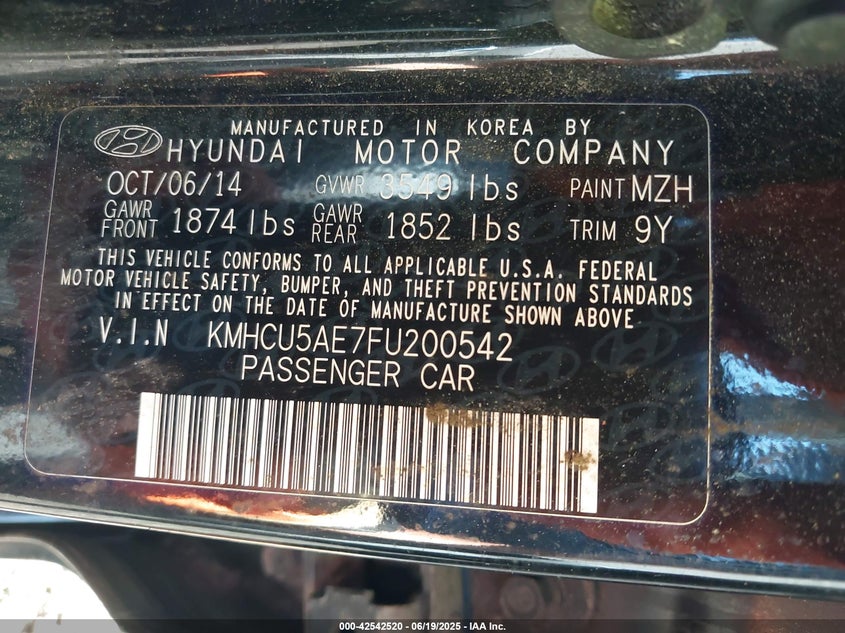 MANUFACTURED IN KOREA BY
HYUNDAI MOTOR COMPANY
OCT/06/14 GVWR 3549 lbs PAINT MZH
GAWR FRONT 1874 lbs GAWR REAR 1852 lbs TRIM 9Y
THIS VEHICLE CONFORMS TO ALL APPLICABLE U.S.A. FEDERAL
MOTOR VEHICLE SAFETY, BUMPER, AND THEFT PREVENTION STANDARDS
IN EFFECT ON THE DATE OF MANUFACTURE SHOWN ABOVE
V.I.N KMHCU5AE7FU200542
PASSENGER CAR
000-42542520 - 06/19/2025 - IAA Inc.